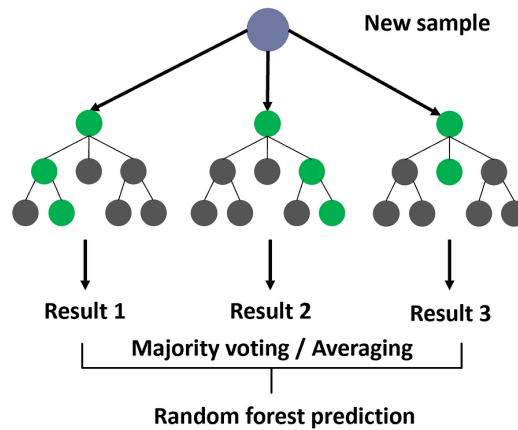 New sample
Result 1
Result 2
Result 3
Majority voting / Averaging
Random forest prediction